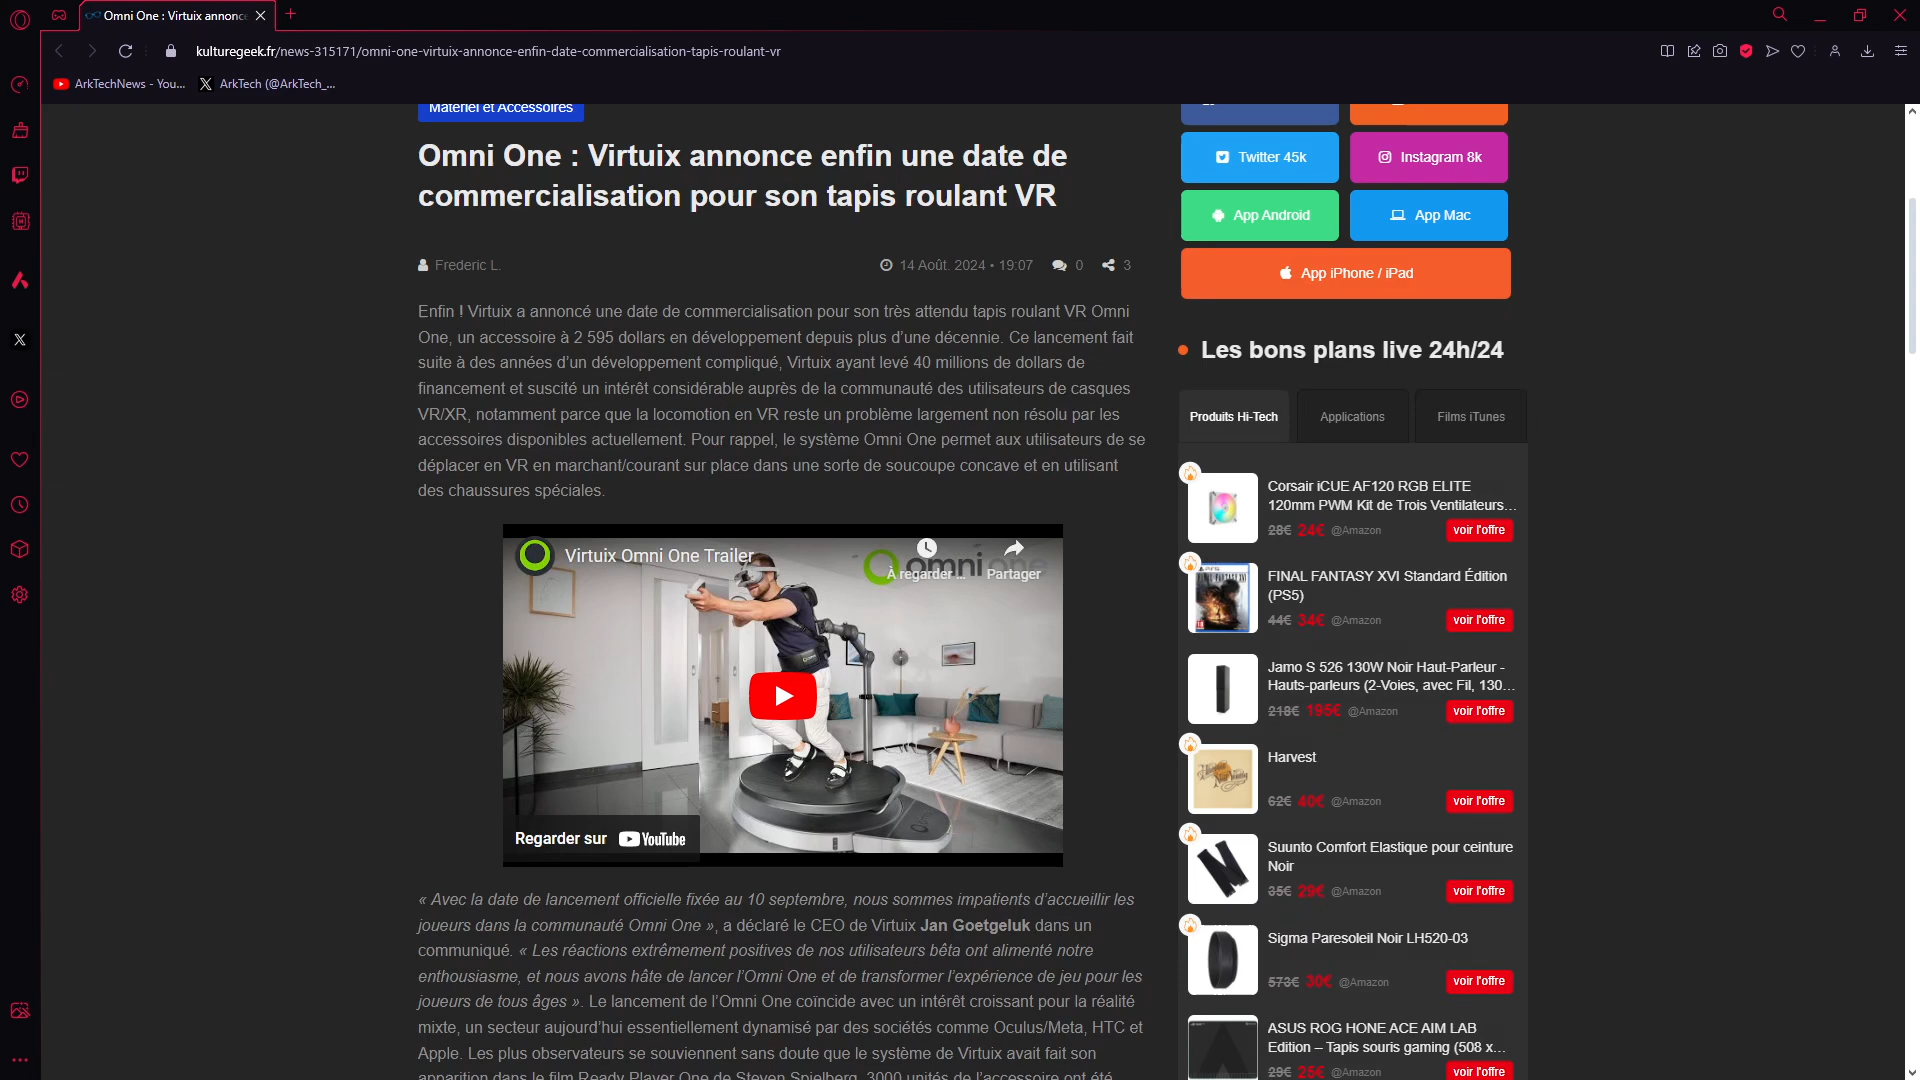 Omni One : Virtuix annonce
kulturegeek.fr/news-315171/omni-one-virtuix-annonce-enfin-date-commercialisation-tapis-roulant-vr
ArkTechNews - You...
ArkTech (@ArkTech_...
Matériel et Accessoires
Omni One : Virtuix annonce enfin une date de
commercialisation pour son tapis roulant VR
Frederic L.
14 Août. 2024 • 19:07
0
3
Enfin ! Virtuix a annoncé une date de commercialisation pour son très attendu tapis roulant VR Omni
One, un accessoire à 2 595 dollars en développement depuis plus d’une décennie. Ce lancement fait
suite à des années d’un développement compliqué, Virtuix ayant levé 40 millions de dollars de
financement et suscité un intérêt considérable auprès de la communauté des utilisateurs de casques
VR/XR, notamment parce que la locomotion en VR reste un problème largement non résolu par les
accessoires disponibles actuellement. Pour rappel, le système Omni One permet aux utilisateurs de se
déplacer en VR en marchant/courant sur place dans une sorte de soucoupe concave et en utilisant
des chaussures spéciales.
Virtuix Omni One Trailer
omni one
À regarder ...
Partager
Regarder sur YouTube
« Avec la date de lancement officielle fixée au 10 septembre, nous sommes impatients d’accueillir les
joueurs dans la communauté Omni One », a déclaré le CEO de Virtuix Jan Goetgeluk dans un
communiqué. « Les réactions extrêmement positives de nos utilisateurs bêta ont alimenté notre
enthousiasme, et nous avons hâte de lancer l’Omni One et de transformer l’expérience de jeu pour les
joueurs de tous âges ». Le lancement de l’Omni One coïncide avec un intérêt croissant pour la réalité
mixte, un secteur aujourd’hui essentiellement dynamisé par des sociétés comme Oculus/Meta, HTC et
Apple. Les plus observateurs se souviennent sans doute que le système de Virtuix avait fait son
apparition dans le film Ready Player One de Steven Spielberg. 3000 unités de l’accessoire ont été
Twitter 45k
Instagram 8k
App Android
App Mac
App iPhone / iPad
Les bons plans live 24h/24
Produits Hi-Tech
Applications
Films iTunes
Corsair iCUE AF120 RGB ELITE
120mm PWM Kit de Trois Ventilateurs...
28€ 24€ @Amazon
voir l'offre
FINAL FANTASY XVI Standard Édition
(PS5)
44€ 34€ @Amazon
voir l'offre
Jamo S 526 130W Noir Haut-Parleur -
Hauts-parleurs (2-Voies, avec Fil, 130...
218€ 195€ @Amazon
voir l'offre
Harvest
62€ 40€ @Amazon
voir l'offre
Suunto Comfort Elastique pour ceinture
Noir
35€ 29€ @Amazon
voir l'offre
Sigma Paresoleil Noir LH520-03
573€ 30€ @Amazon
voir l'offre
ASUS ROG HONE ACE AIM LAB
Edition – Tapis souris gaming (508 x...
29€ 25€ @Amazon
voir l'offre